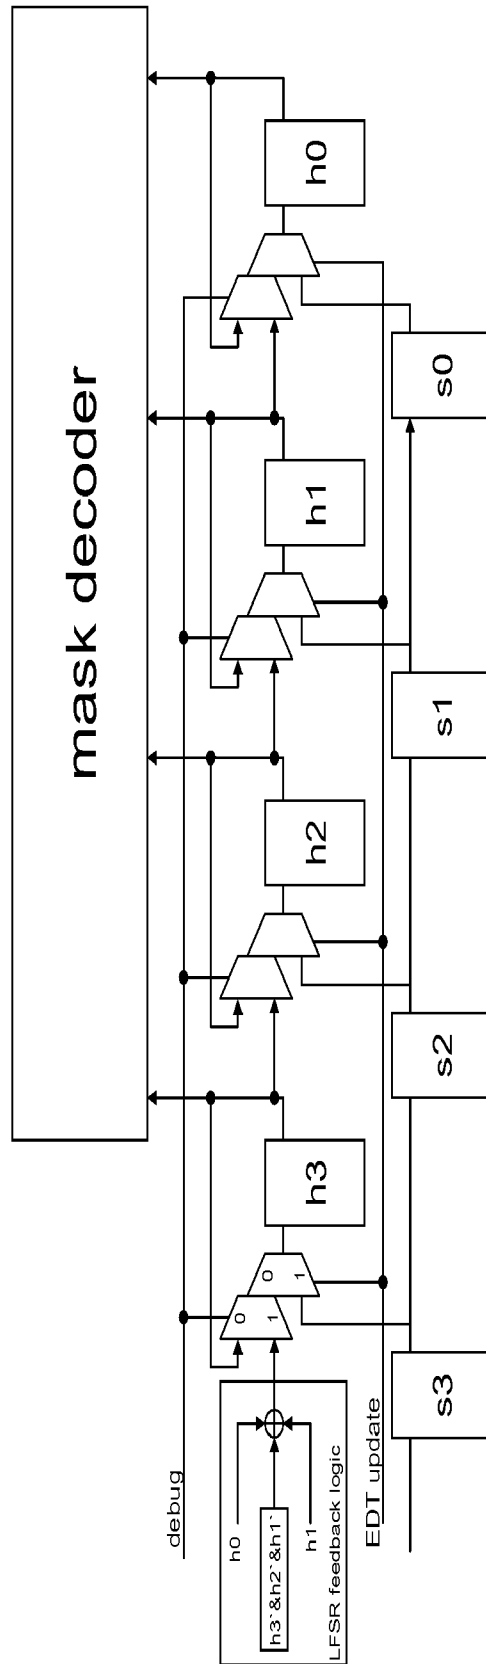 mask decoder
h3
h2
h1
h0
0
1
0
1
debug
h0
h3`&h2`&h1`
h1
LFSR feedback logic
EDT update
s3
s2
s1
s0